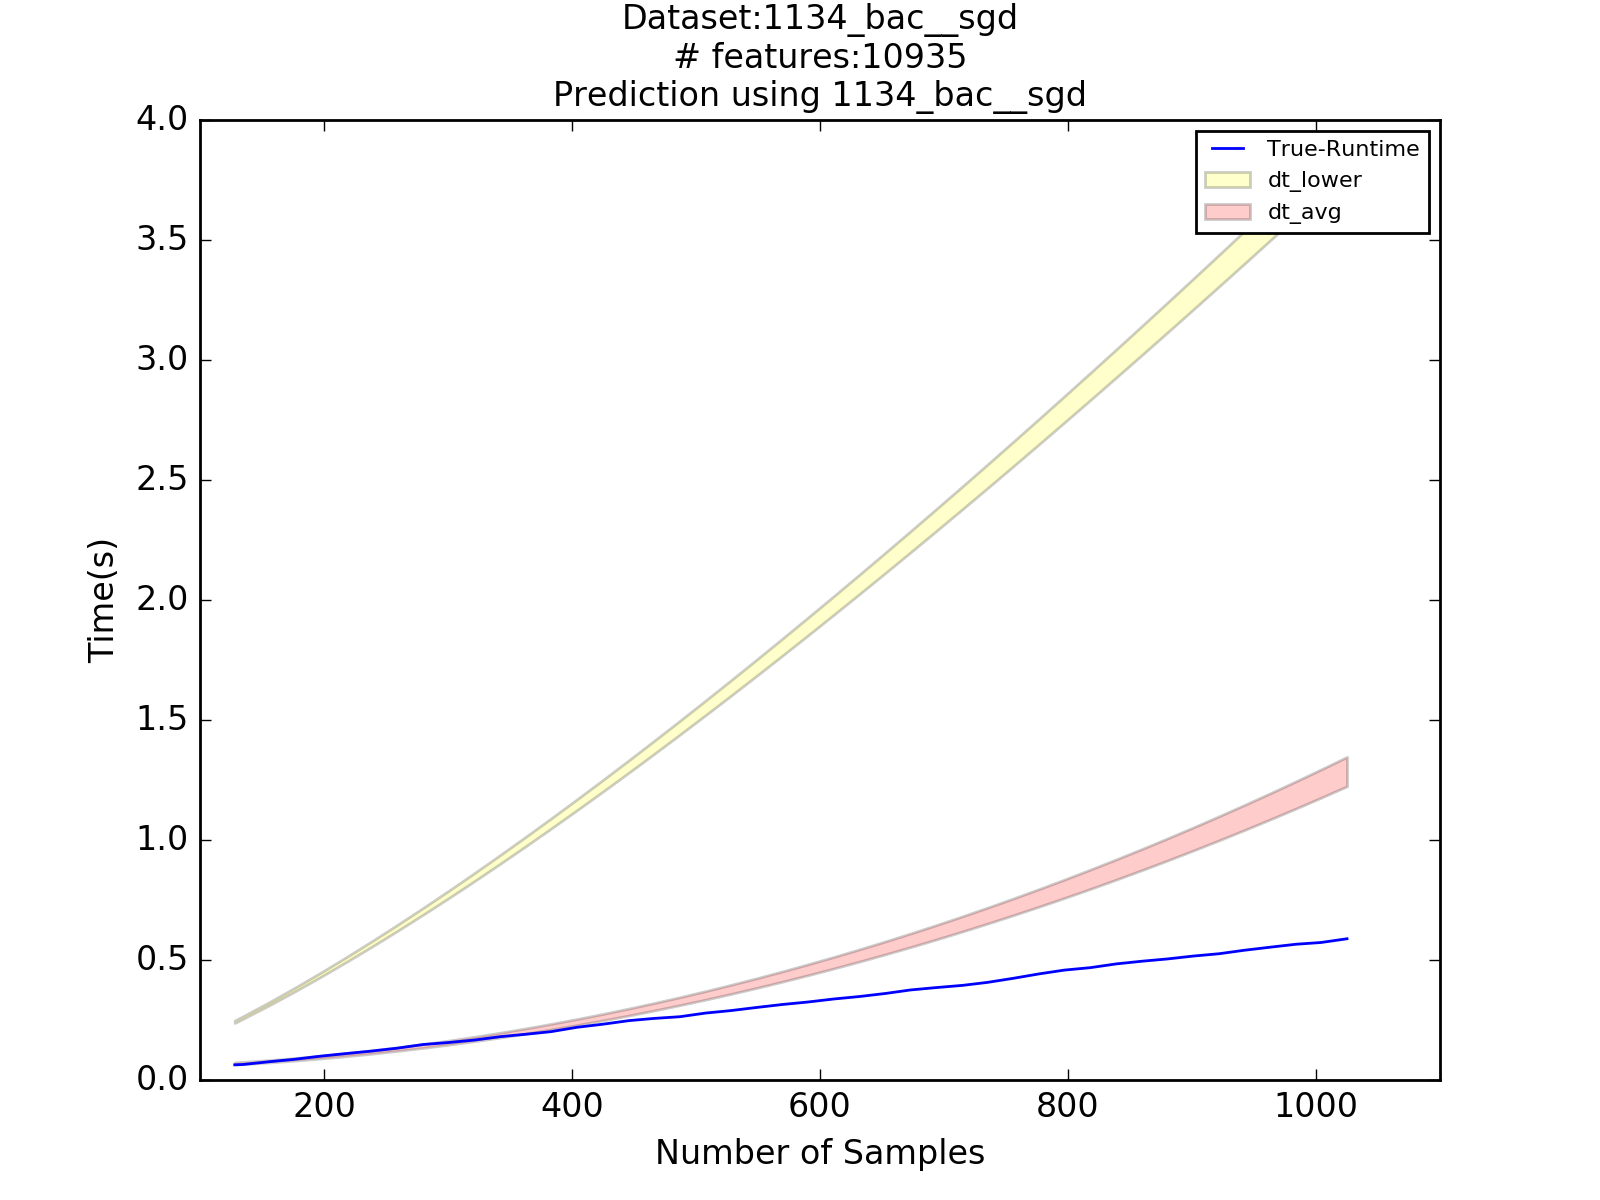 Dataset:1134_bac__sgd
# features:10935
Prediction using 1134_bac__sgd
4.0
3.5
3.0
2.5
2.0
1.5
1.0
0.5
0.0
Time(s)
True-Runtime
dt_lower
dt_avg
200 400 600 800 1000
Number of Samples